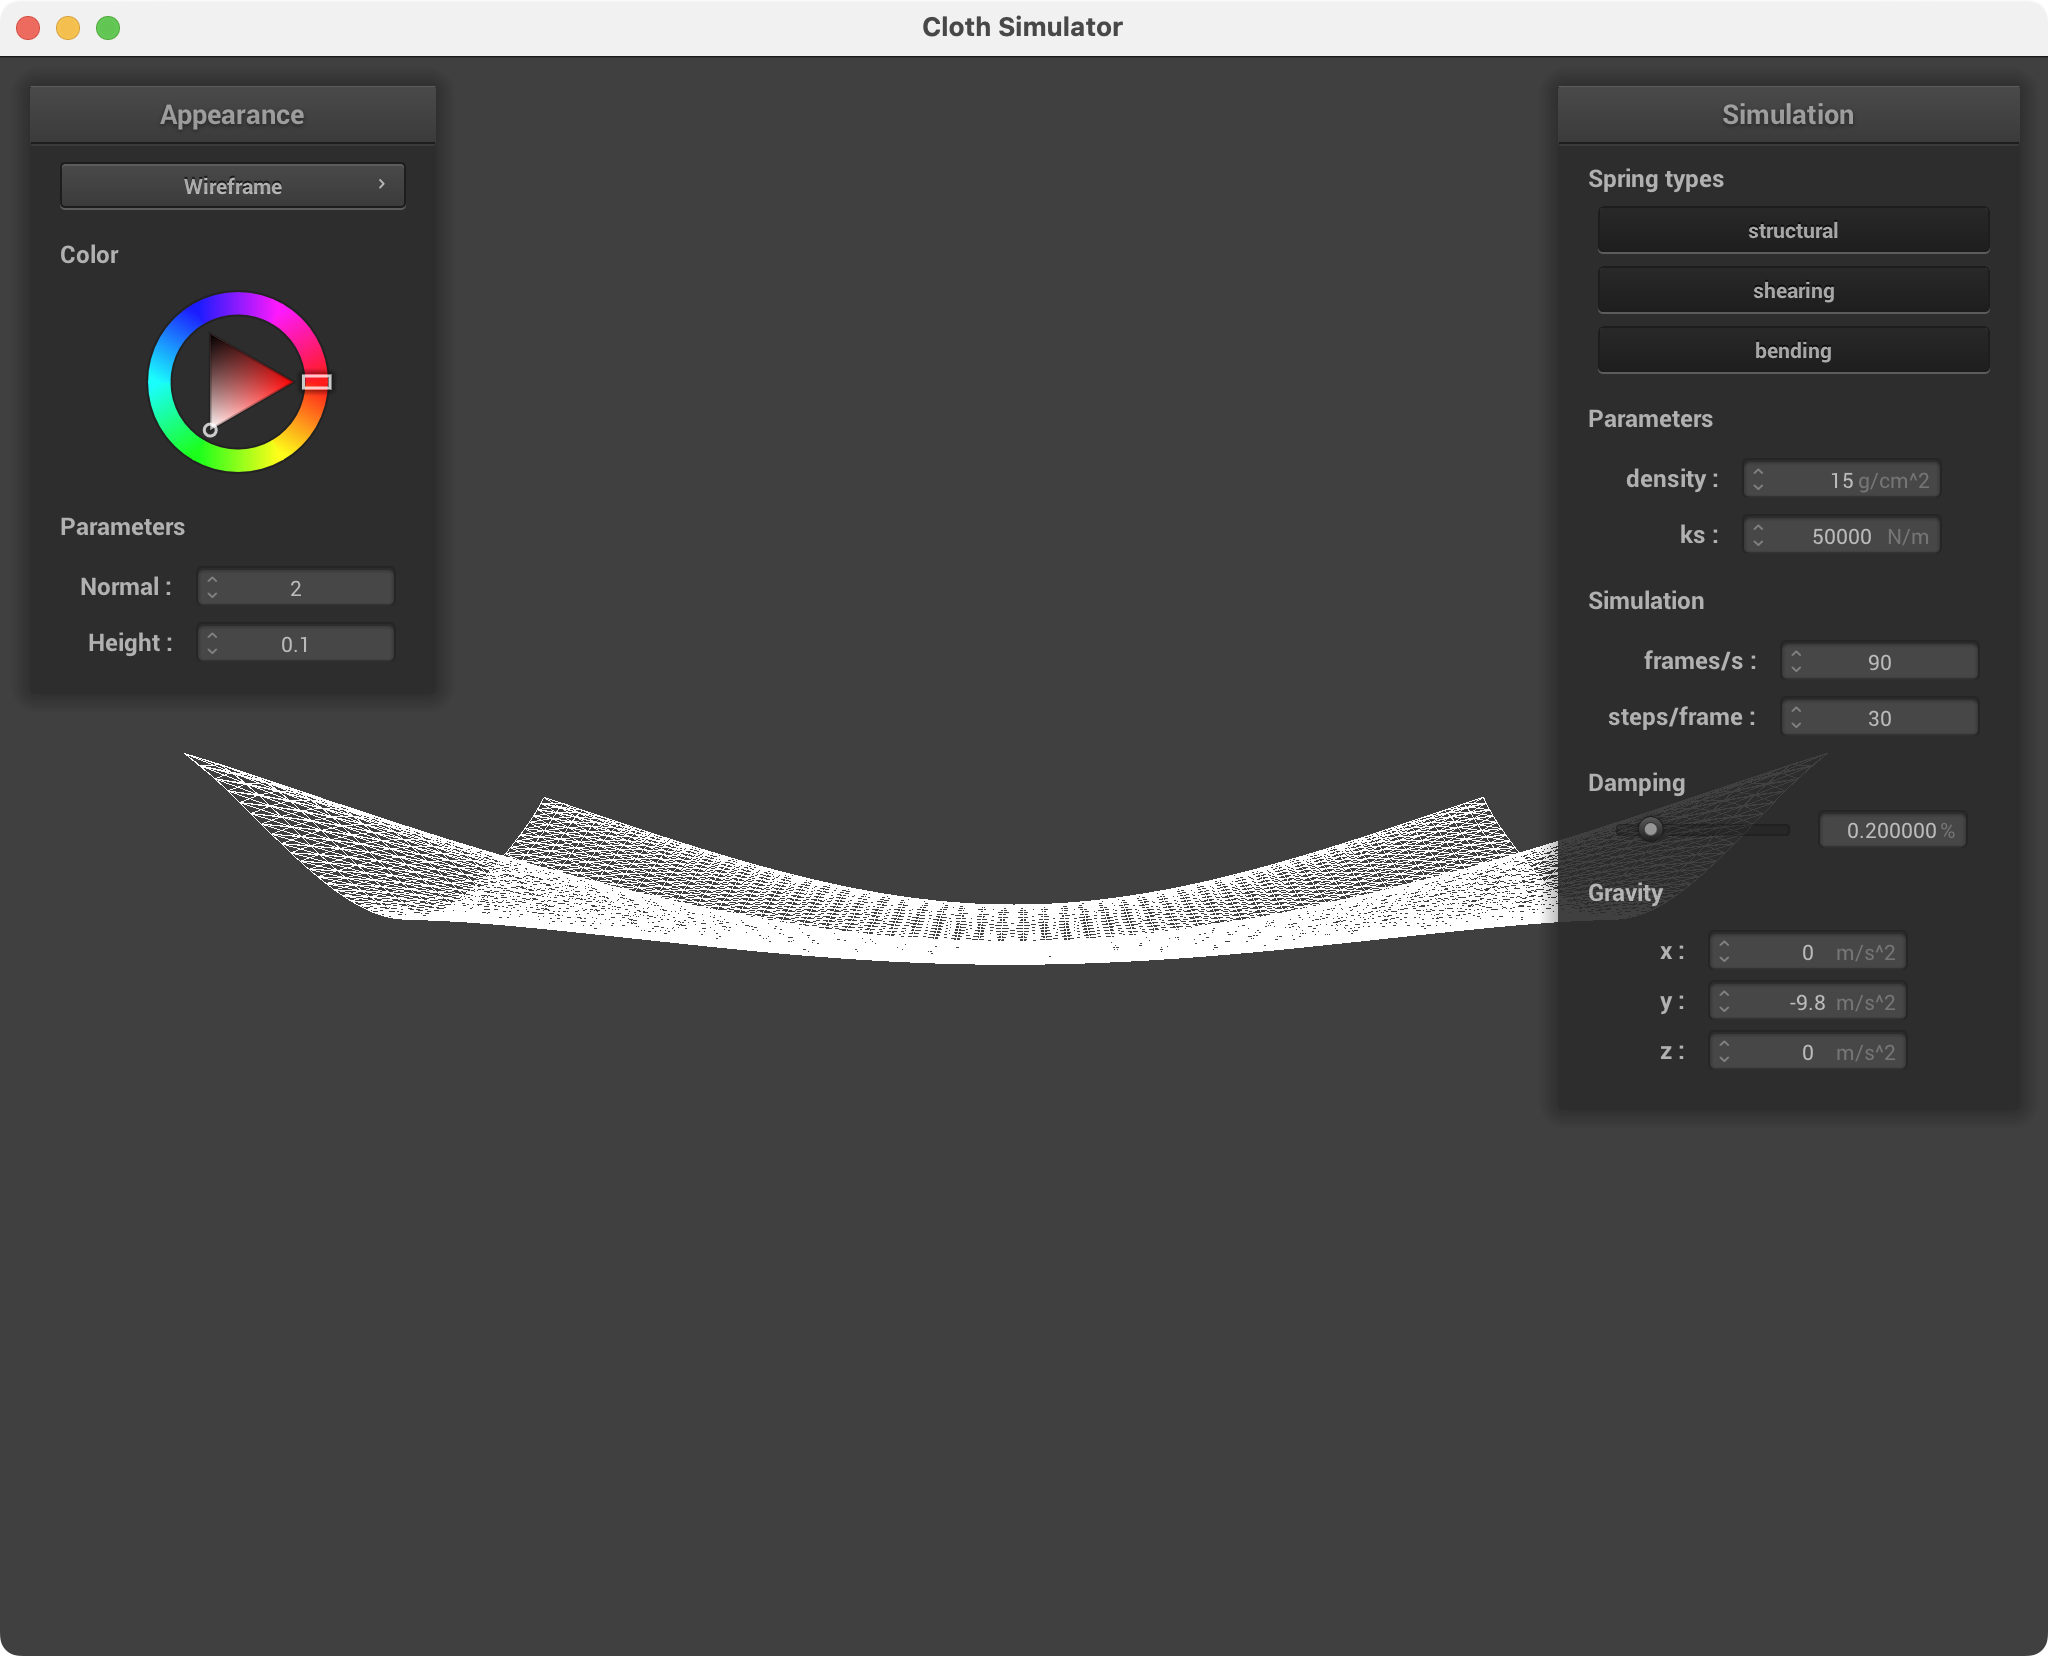 Cloth Simulator
Appearance
Wireframe
Color
Parameters
Normal : 2
Height : 0.1
Simulation
Spring types
structural
shearing
bending
Parameters
density : 15 g/cm^2
ks : 50000 N/m
Simulation
frames/s : 90
steps/frame : 30
Damping
0.200000 %
Gravity
x : 0 m/s^2
y : -9.8 m/s^2
z : 0 m/s^2